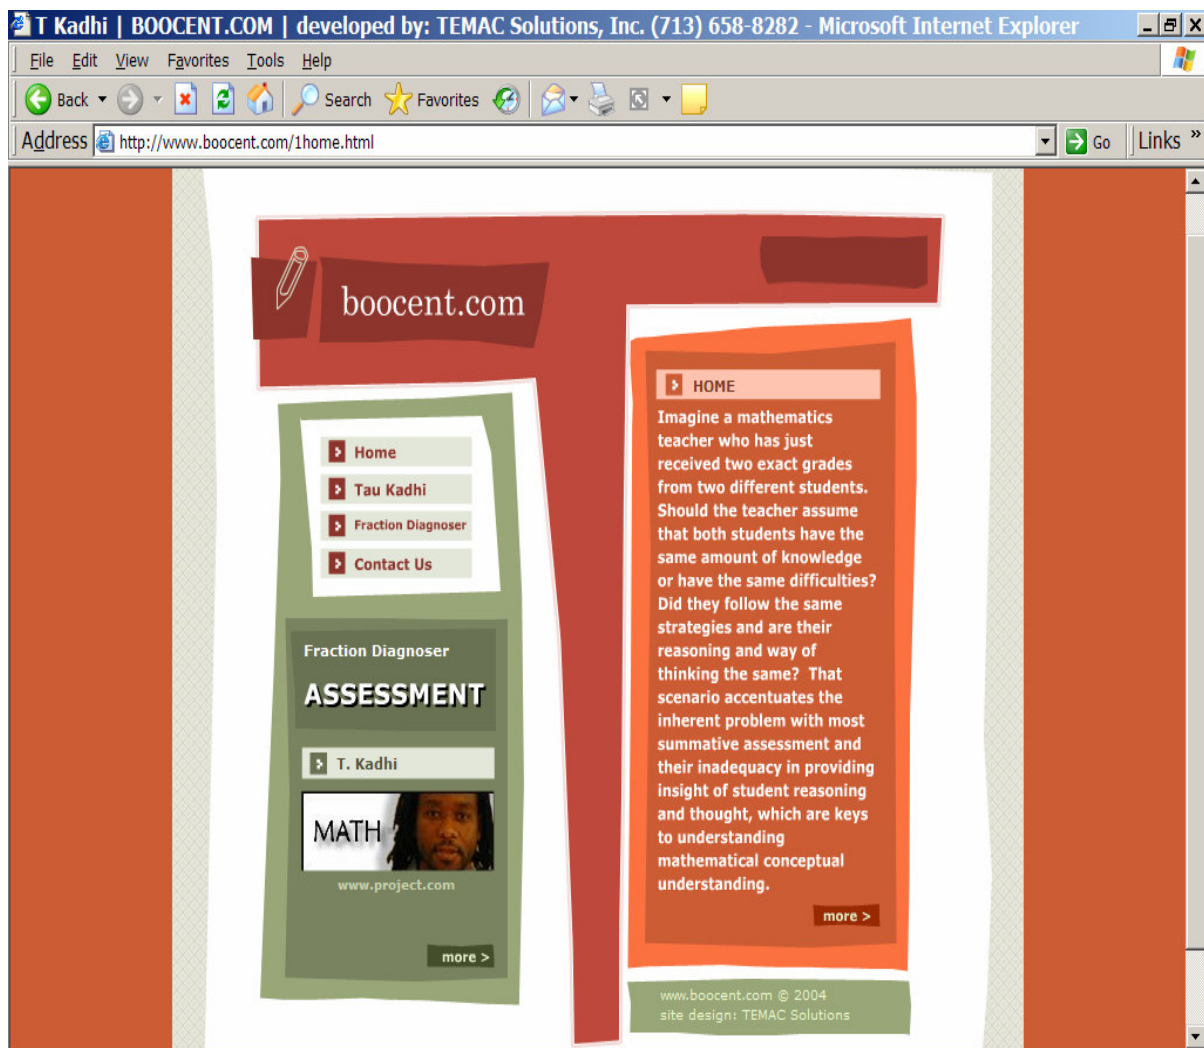 T Kadhi | BOOCENT.COM | developed by: TEMAC Solutions, Inc. (713) 658-8282 - Microsoft Internet Explorer
File Edit View Favorites Tools Help
Back Search Favorites
Address http://www.boocent.com/1home.html Go Links »
boocent.com
Home
Tau Kadhi
Fraction Diagnoser
Contact Us
Fraction Diagnoser
ASSESSMENT
T. Kadhi
MATH
www.project.com
more >
HOME
Imagine a mathematics
teacher who has just
received two exact grades
from two different students.
Should the teacher assume
that both students have the
same amount of knowledge
or have the same difficulties?
Did they follow the same
strategies and are their
reasoning and way of
thinking the same? That
scenario accentuates the
inherent problem with most
summative assessment and
their inadequacy in providing
insight of student reasoning
and thought, which are keys
to understanding
mathematical conceptual
understanding.
more >
www.boocent.com © 2004
site design: TEMAC Solutions